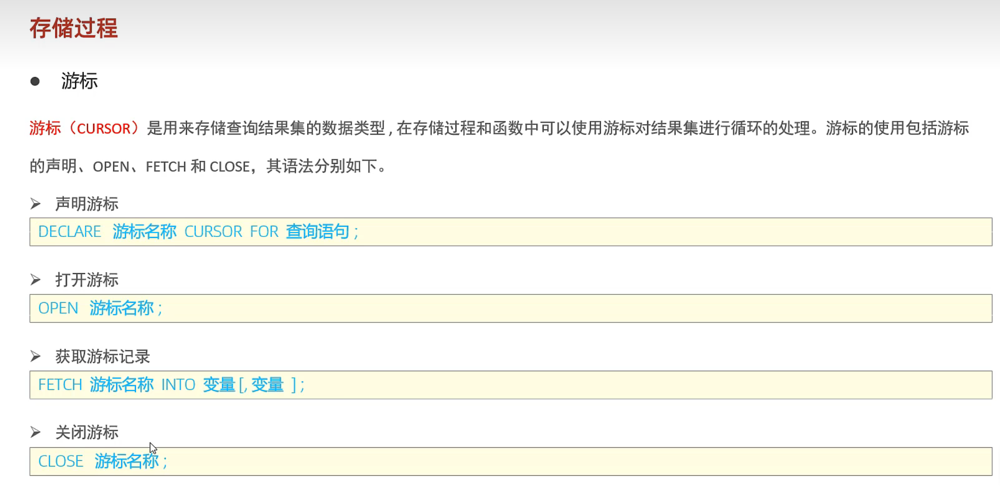 存储过程
● 游标
游标（CURSOR）是用来存储查询结果集的数据类型 , 在存储过程和函数中可以使用游标对结果集进行循环的处理。游标的使用包括游标
的声明、OPEN、FETCH 和 CLOSE，其语法分别如下。
➢ 声明游标
DECLARE 游标名称 CURSOR FOR 查询语句 ;
➢ 打开游标
OPEN 游标名称 ;
➢ 获取游标记录
FETCH 游标名称 INTO 变量 [, 变量 ] ;
➢ 关闭游标
CLOSE 游标名称 ;